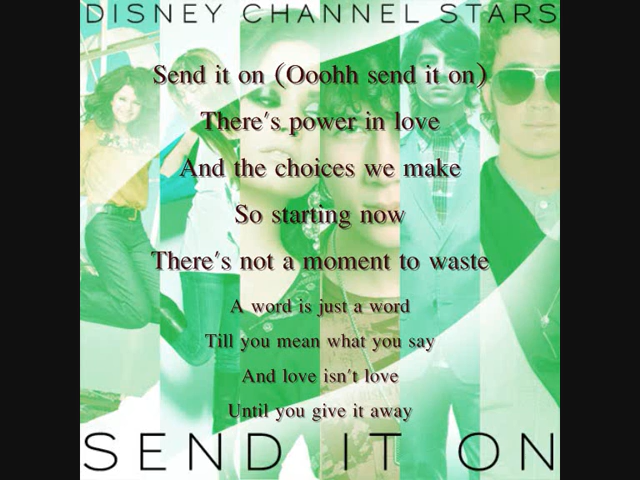 DISNEY CHANNEL STARS
Send it on (Ooohh send it on)
There's power in love
And the choices we make
So starting now
There's not a moment to waste
A word is just a word
Till you mean what you say
And love isn't love
Until you give it away
SEND IT ON